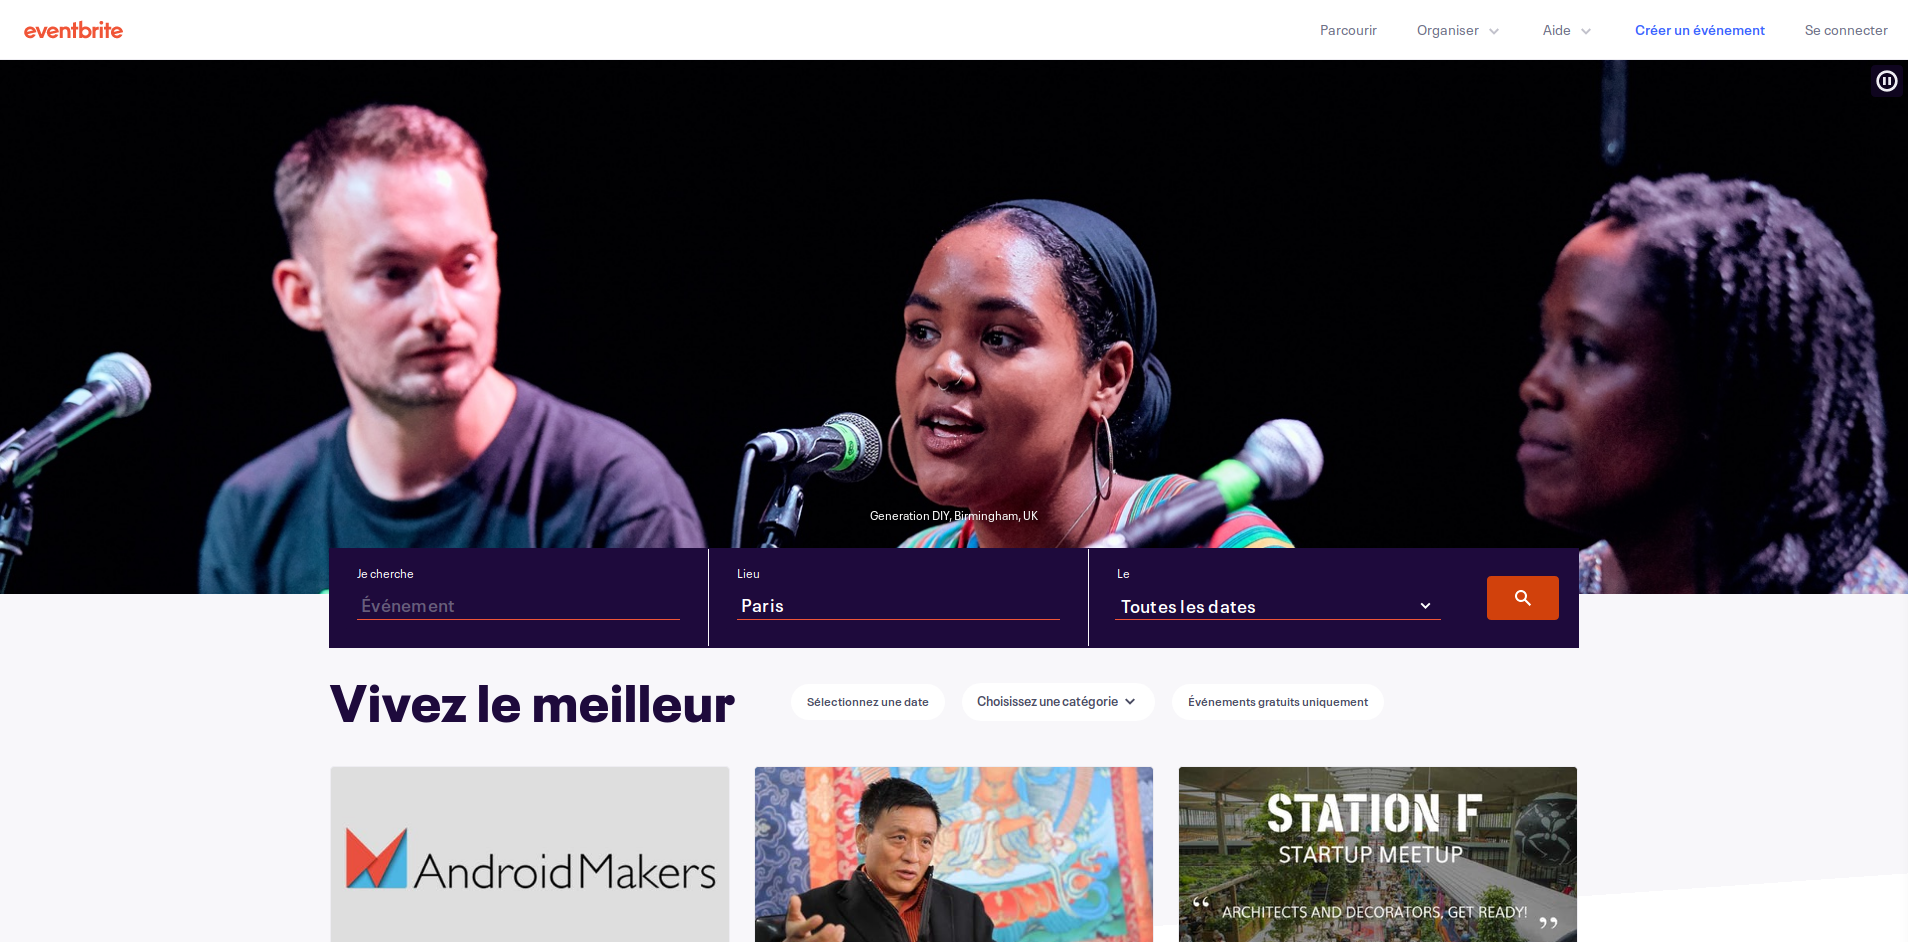 eventbrite
Parcourir
Organiser
Aide
Créer un événement
Se connecter
Generation DIY, Birmingham, UK
Je cherche
Événement
Lieu
Paris
Le
Toutes les dates
Vivez le meilleur
Sélectionnez une date
Choisissez une catégorie
Événements gratuits uniquement
Android Makers
STATION F
STARTUP MEETUP
“ ARCHITECTS AND DECORATORS, GET READY! ”